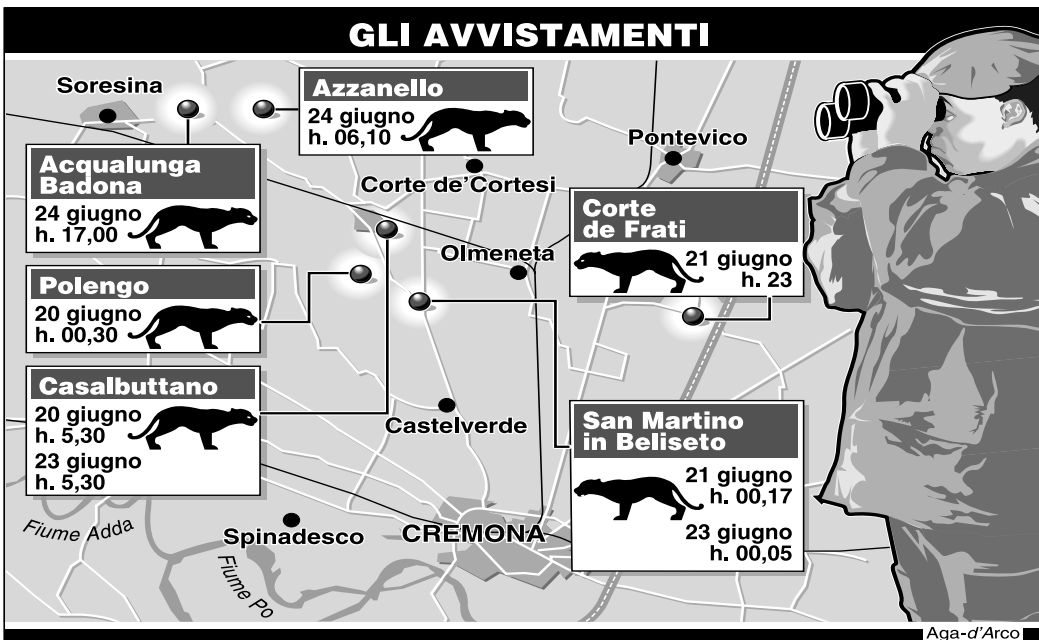 GLI AVVISTAMENTI
Soresina
Azzanello
24 giugno
h. 06,10
Pontevico
Acqualunga
Badona
24 giugno
h. 17,00
Corte de'Cortesi
Corte
de Frati
21 giugno
h. 23
Olmeneta
Polengo
20 giugno
h. 00,30
Casalbuttano
20 giugno
h. 5,30
23 giugno
h. 5,30
Castelverde
San Martino
in Beliseto
21 giugno
h. 00,17
23 giugno
h. 00,05
Fiume Adda
Spinadesco
CREMONA
Fiume Po
Aga-d'Arco